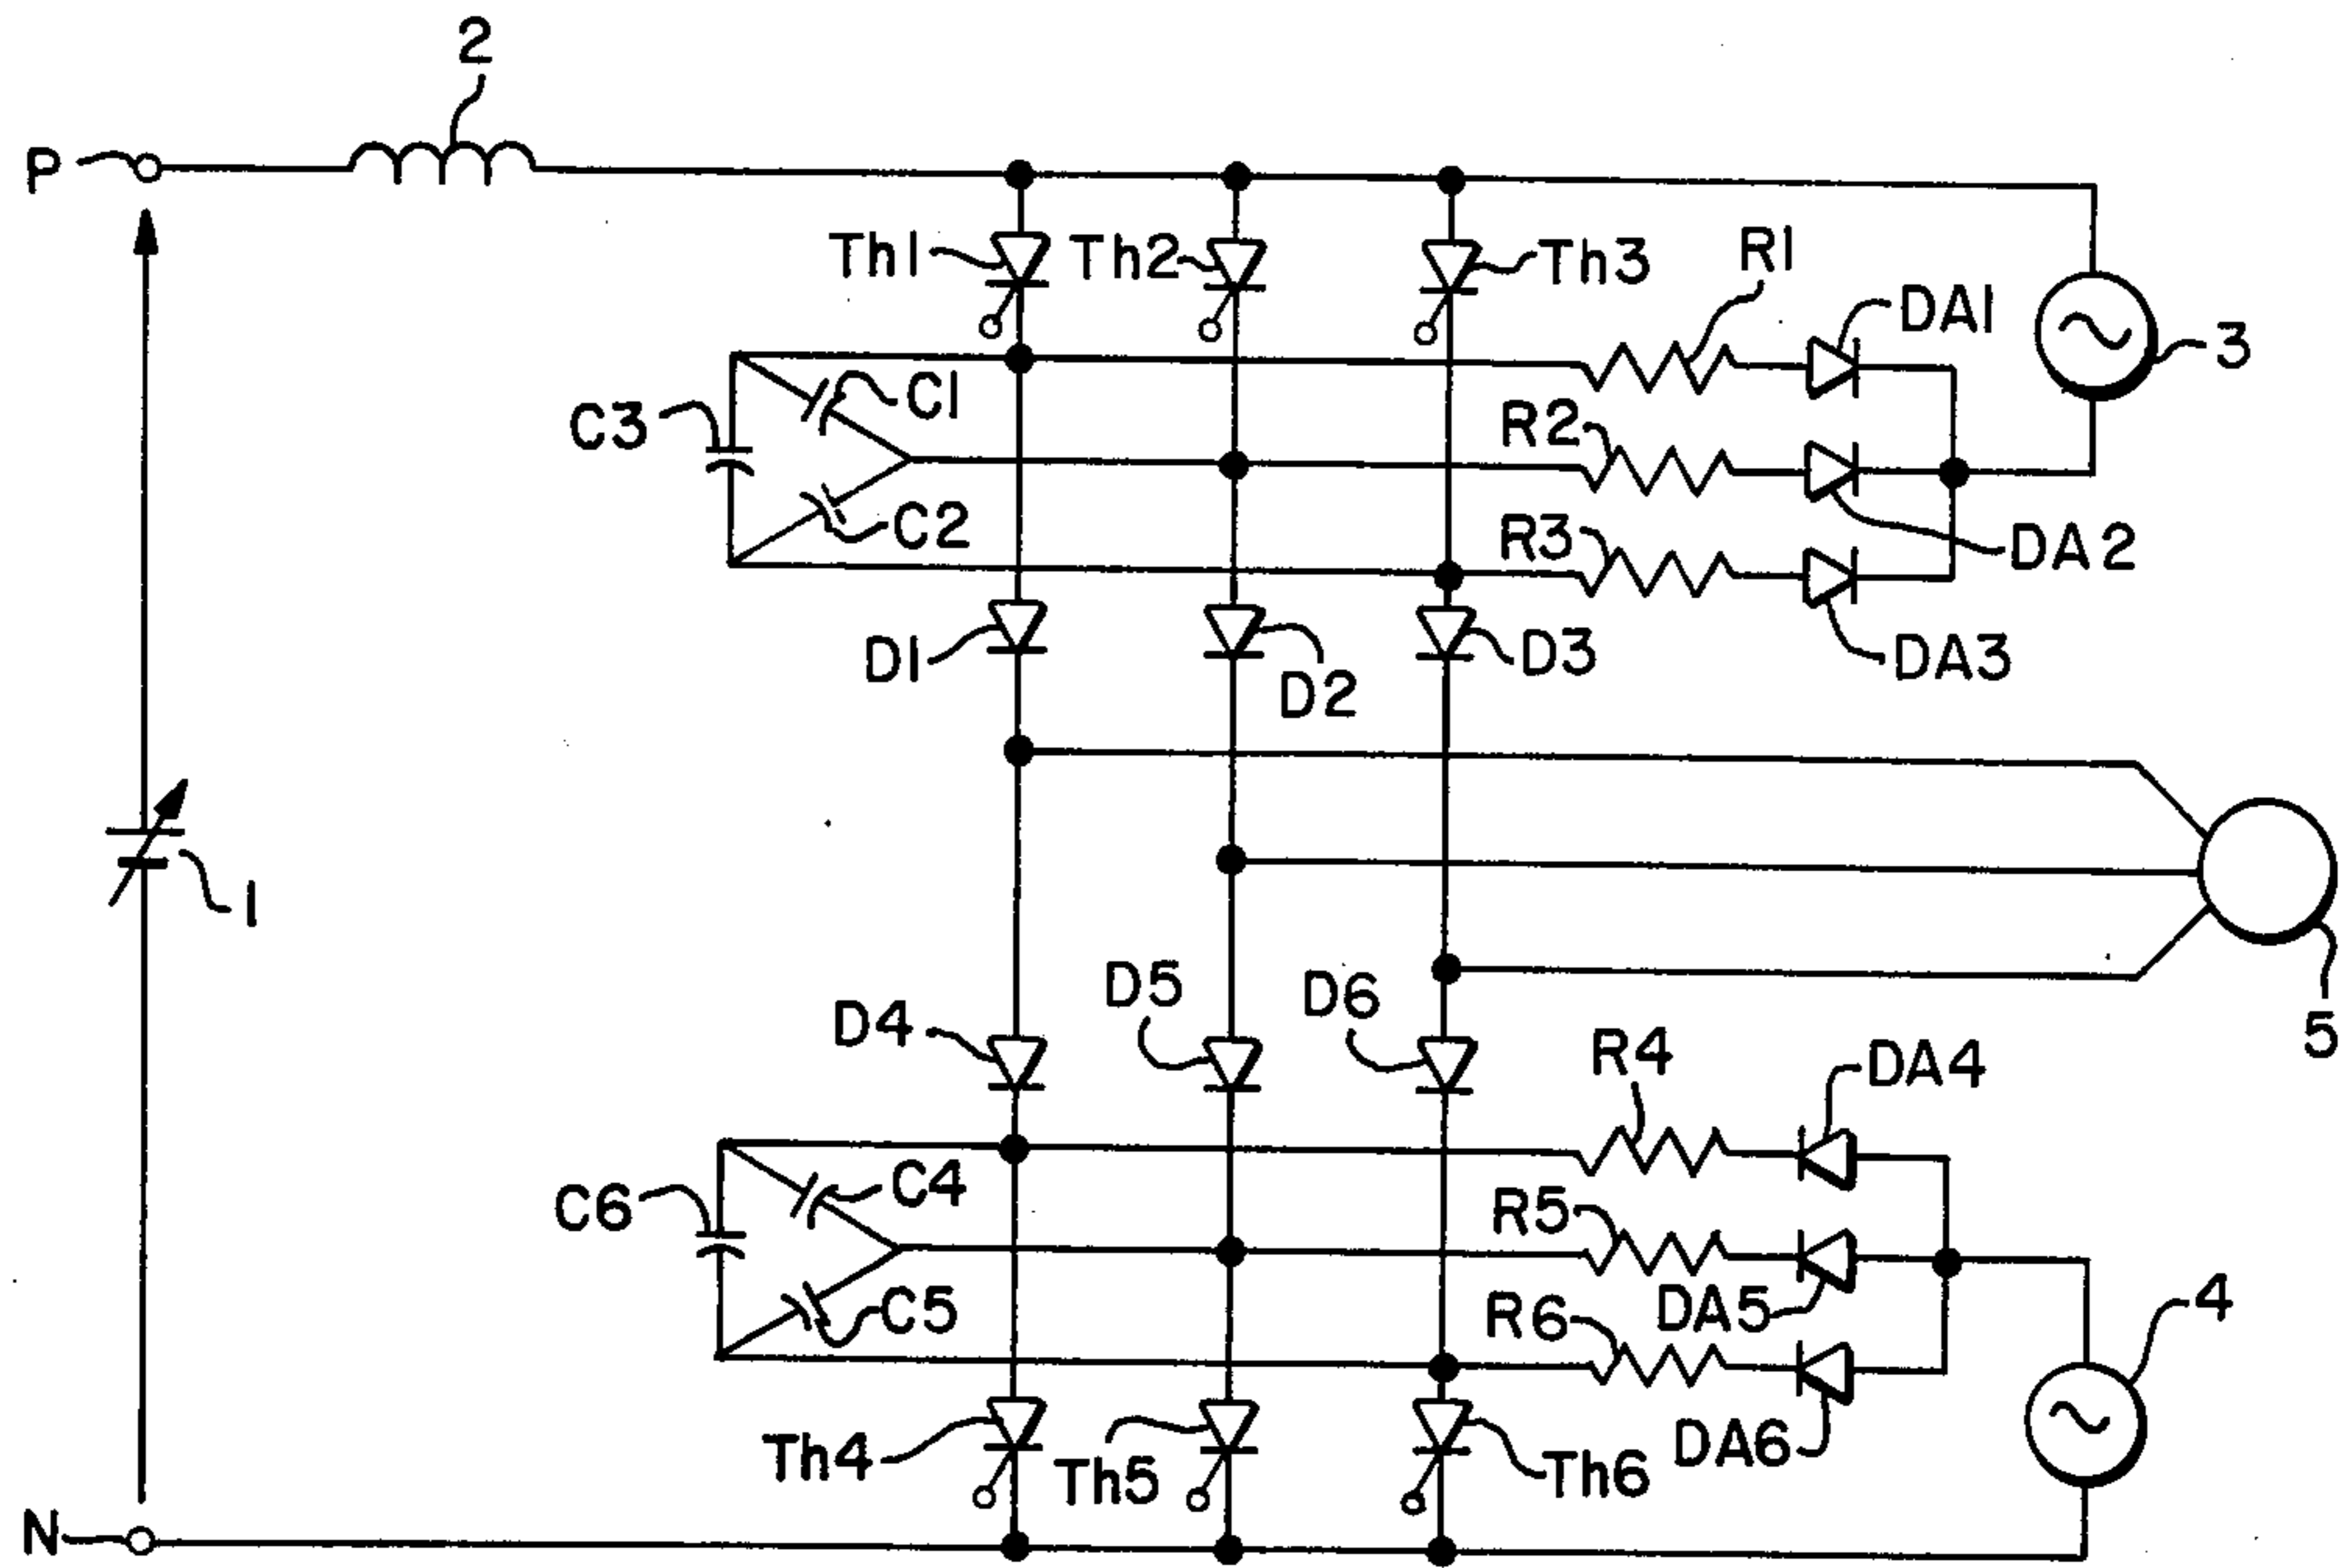 2
P
Th1 Th2 Th3 R1
DA1
3
C1
C3 R2
C2 R3 DA2
D1 D3 DA3
D2
1
D5 D6
D4 R4 DA4 5
C4
C6 R5
C5 R6 DA5 4
Th4 Th5 Th6 DA6
N